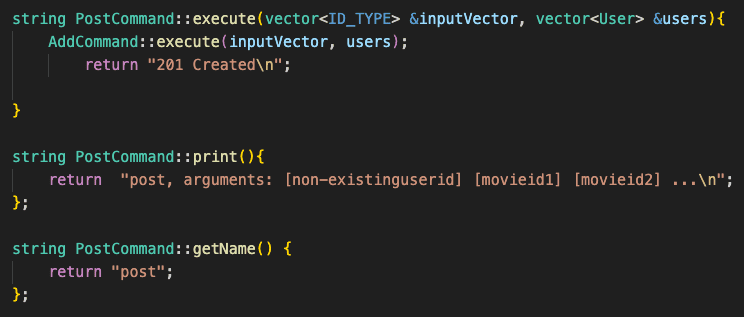 string PostCommand::execute(vector<ID_TYPE> &inputVector, vector<User> &users){
    AddCommand::execute(inputVector, users);
        return "201 Created\n";

}

string PostCommand::print(){
    return  "post, arguments: [non-existinguserid] [movieid1] [movieid2] ...\n";
};

string PostCommand::getName() {
    return "post";
};